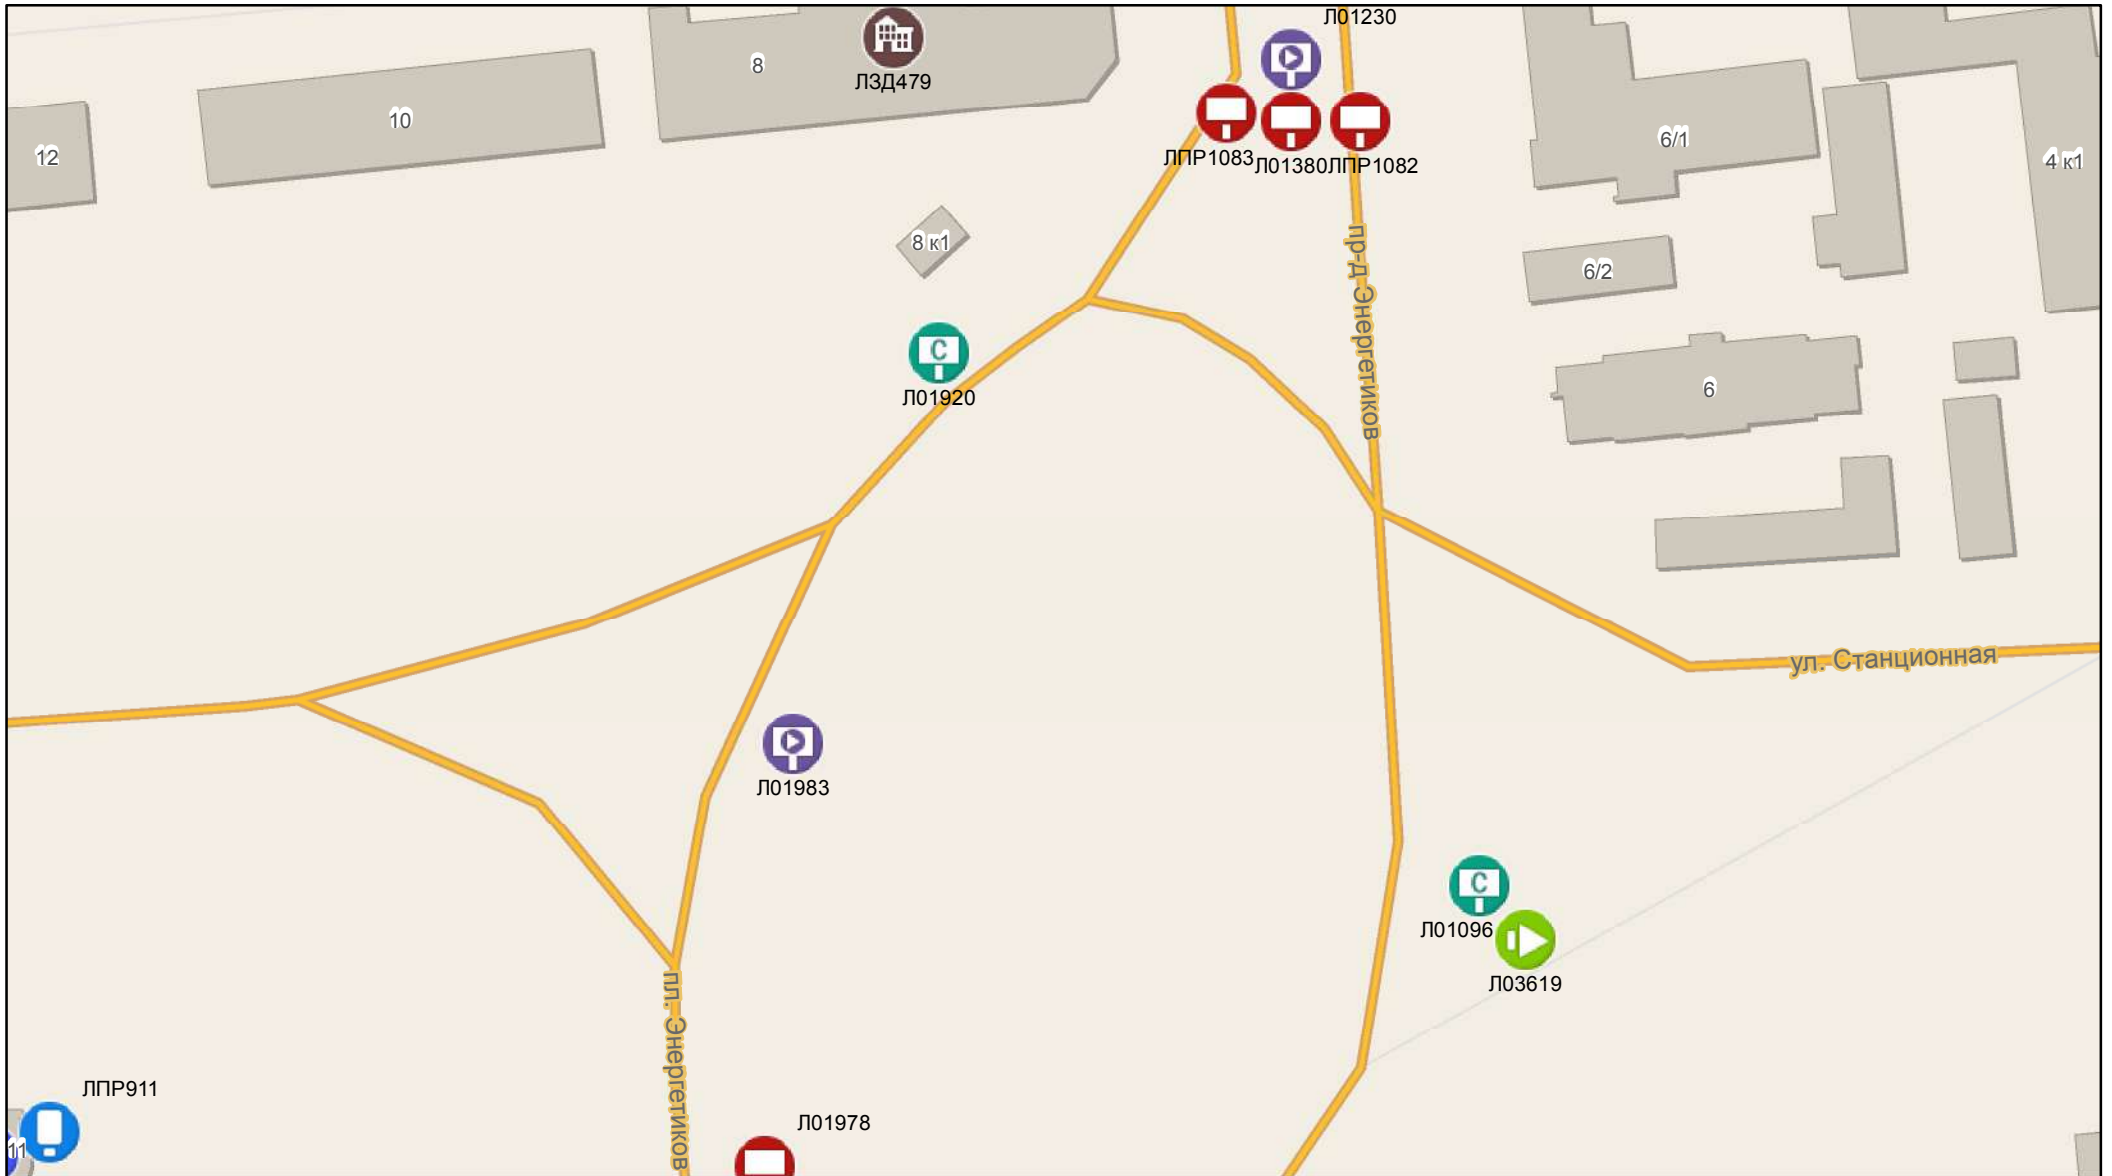 Л01230
8
ЛЗД479
10
12
6/1
4 к1
ЛПР1083
Л01380
ЛПР1082
8 к1
6/2
пр-д Энергетиков
С
Л01920
6
ул. Станционная
Л01983
С
Л01096
Л03619
пл. Энергетиков
ЛПР911
Л01978
11